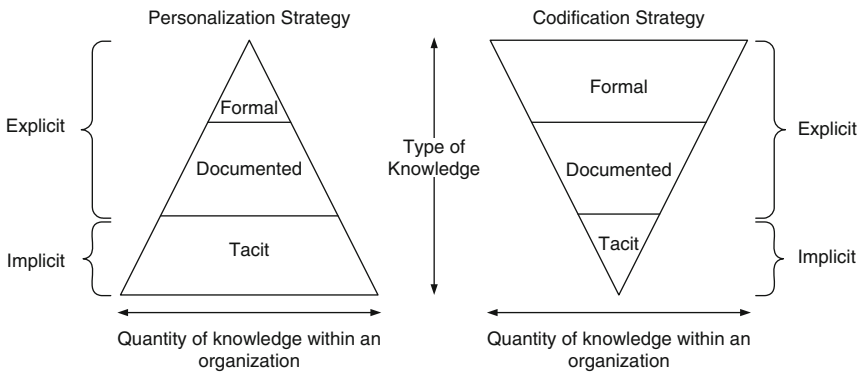 Personalization Strategy
Codification Strategy
Formal
Documented
Tacit
Explicit
Implicit
Type of
Knowledge
Formal
Documented
Tacit
Explicit
Implicit
Quantity of knowledge within an
organization
Quantity of knowledge within an
organization